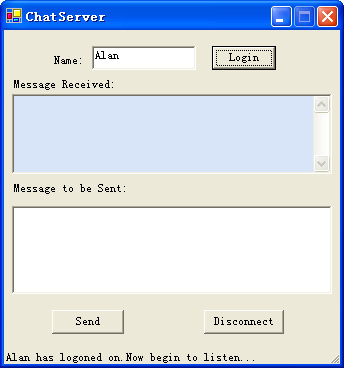 ChatServer
Name: Alan Login
Message Received:
Message to be Sent:
Send Disconnect
Alan has logoned on.Now begin to listen...